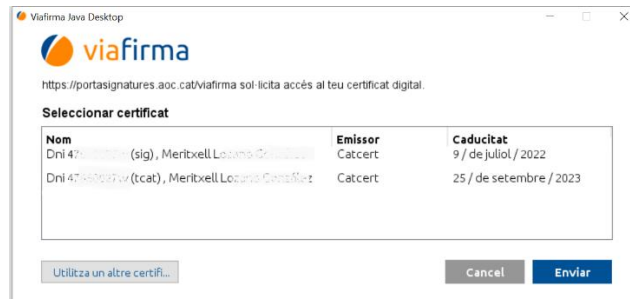 Viafirma Java Desktop
viafirma
https://portasignatures.aoc.cat/viafirma sol·licita accés al teu certificat digital.
Seleccionar certificat
Nom Emissor Caducitat
Dni 47 (sig) , Meritxell Catcert 9 / de juliol / 2022
Dni 47 (tcat) , Meritxell Catcert 25 / de setembre / 2023
Utilitza un altre certifi... Cancel Enviar